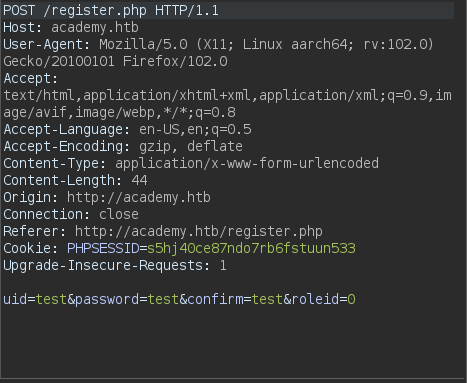 POST /register.php HTTP/1.1
Host: academy.htb
User-Agent: Mozilla/5.0 (X11; Linux aarch64; rv:102.0)
Gecko/20100101 Firefox/102.0
Accept:
text/html,application/xhtml+xml,application/xml;q=0.9,im
age/avif,image/webp,*/*;q=0.8
Accept-Language: en-US,en;q=0.5
Accept-Encoding: gzip, deflate
Content-Type: application/x-www-form-urlencoded
Content-Length: 44
Origin: http://academy.htb
Connection: close
Referer: http://academy.htb/register.php
Cookie: PHPSESSID=s5hj40ce87ndo7rb6fstuun533
Upgrade-Insecure-Requests: 1
uid=test&password=test&confirm=test&roleid=0